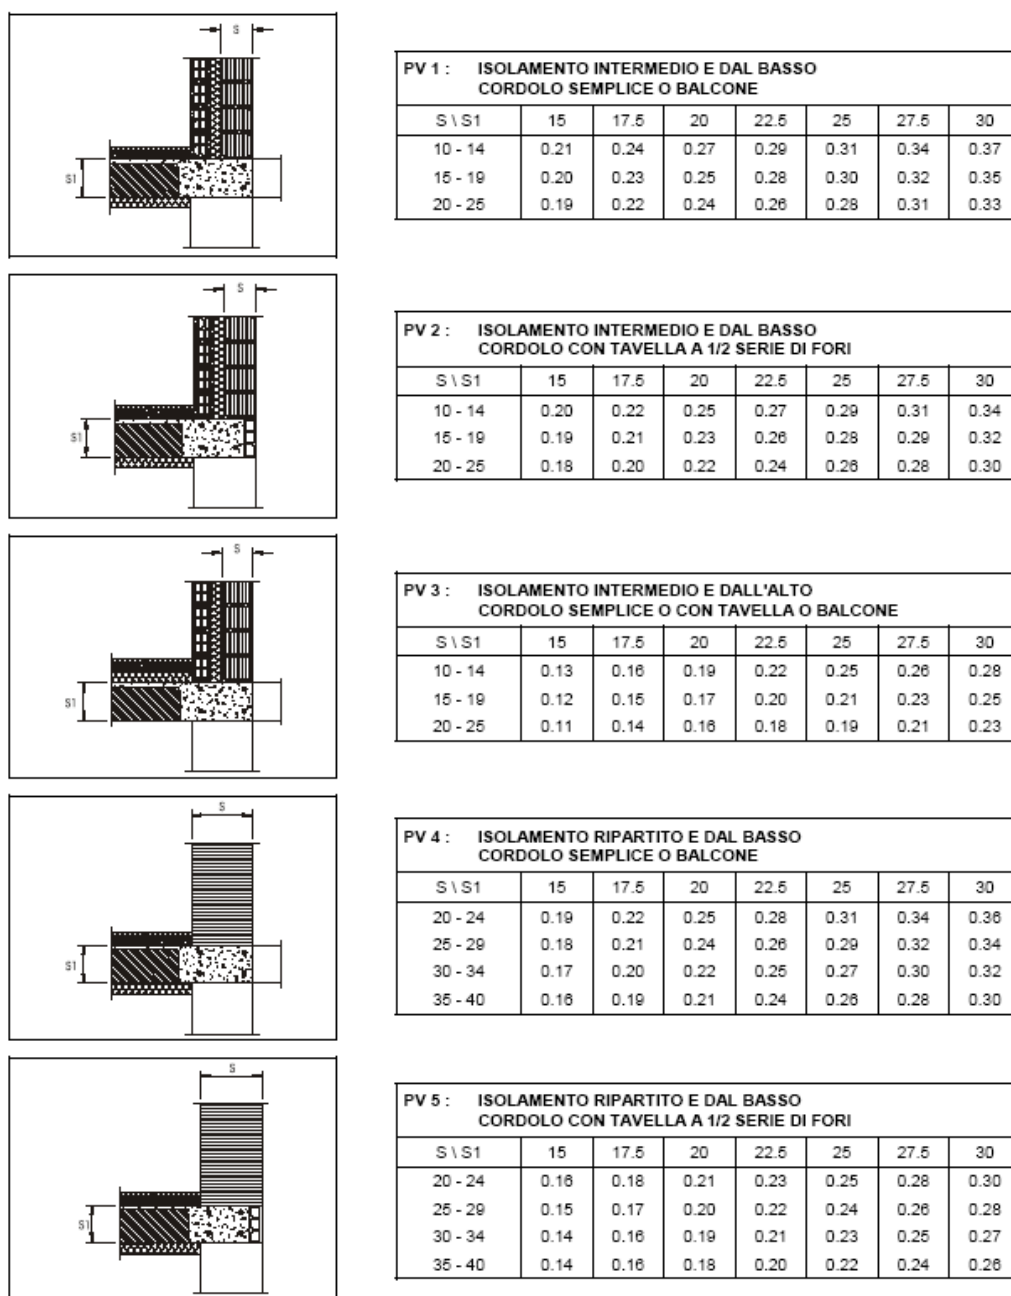 S
S1
PV 1 : ISOLAMENTO INTERMEDIO E DAL BASSO
CORDOLO SEMPLICE O BALCONE
S \ S1 15 17.5 20 22.5 25 27.5 30
10 - 14 0.21 0.24 0.27 0.29 0.31 0.34 0.37
15 - 19 0.20 0.23 0.25 0.28 0.30 0.32 0.35
20 - 25 0.19 0.22 0.24 0.26 0.28 0.31 0.33
S
S1
PV 2 : ISOLAMENTO INTERMEDIO E DAL BASSO
CORDOLO CON TAVELLA A 1/2 SERIE DI FORI
S \ S1 15 17.5 20 22.5 25 27.5 30
10 - 14 0.20 0.22 0.25 0.27 0.29 0.31 0.34
15 - 19 0.19 0.21 0.23 0.26 0.28 0.29 0.32
20 - 25 0.18 0.20 0.22 0.24 0.26 0.28 0.30
S
S1
PV 3 : ISOLAMENTO INTERMEDIO E DALL'ALTO
CORDOLO SEMPLICE O CON TAVELLA O BALCONE
S \ S1 15 17.5 20 22.5 25 27.5 30
10 - 14 0.13 0.16 0.19 0.22 0.25 0.26 0.28
15 - 19 0.12 0.15 0.17 0.20 0.21 0.23 0.25
20 - 25 0.11 0.14 0.16 0.18 0.19 0.21 0.23
S
S1
PV 4 : ISOLAMENTO RIPARTITO E DAL BASSO
CORDOLO SEMPLICE O BALCONE
S \ S1 15 17.5 20 22.5 25 27.5 30
20 - 24 0.19 0.22 0.25 0.28 0.31 0.34 0.36
25 - 29 0.18 0.21 0.24 0.26 0.29 0.32 0.34
30 - 34 0.17 0.20 0.22 0.25 0.27 0.30 0.32
35 - 40 0.16 0.19 0.21 0.24 0.26 0.28 0.30
S
S1
PV 5 : ISOLAMENTO RIPARTITO E DAL BASSO
CORDOLO CON TAVELLA A 1/2 SERIE DI FORI
S \ S1 15 17.5 20 22.5 25 27.5 30
20 - 24 0.16 0.18 0.21 0.23 0.25 0.28 0.30
25 - 29 0.15 0.17 0.20 0.22 0.24 0.26 0.28
30 - 34 0.14 0.16 0.19 0.21 0.23 0.25 0.27
35 - 40 0.14 0.16 0.18 0.20 0.22 0.24 0.26